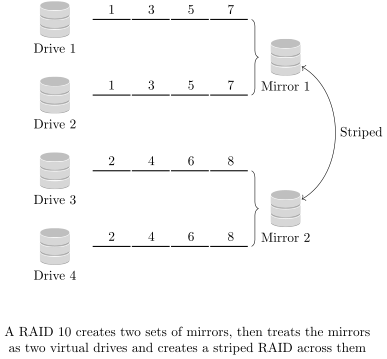 1 3 5 7
Drive 1
Mirror 1
1 3 5 7
Drive 2
Striped
2 4 6 8
Drive 3
Mirror 2
2 4 6 8
Drive 4
A RAID 10 creates two sets of mirrors, then treats the mirrors
as two virtual drives and creates a striped RAID across them